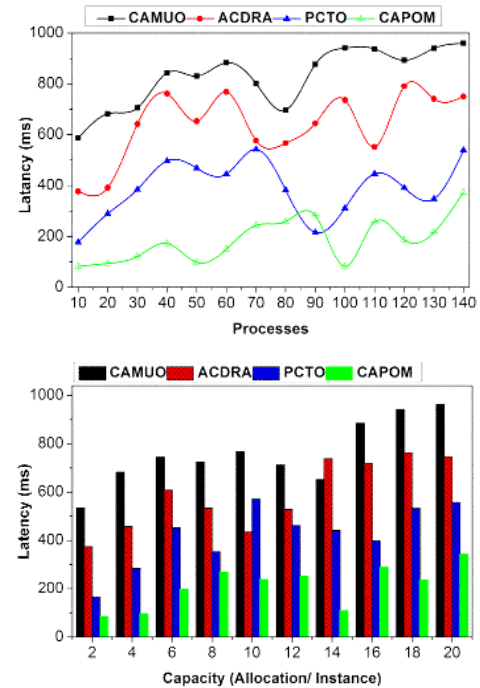 CAMUO ACDRA PCTO CAPOM
1000
800
600
400
200
0
Latancy (ms)
10 20 30 40 50 60 70 80 90 100 110 120 130 140
Processes
CAMUO ACDRA PCTO CAPOM
1000
800
600
400
200
0
Latency (ms)
2 4 6 8 10 12 14 16 18 20
Capacity (Allocation/ Instance)